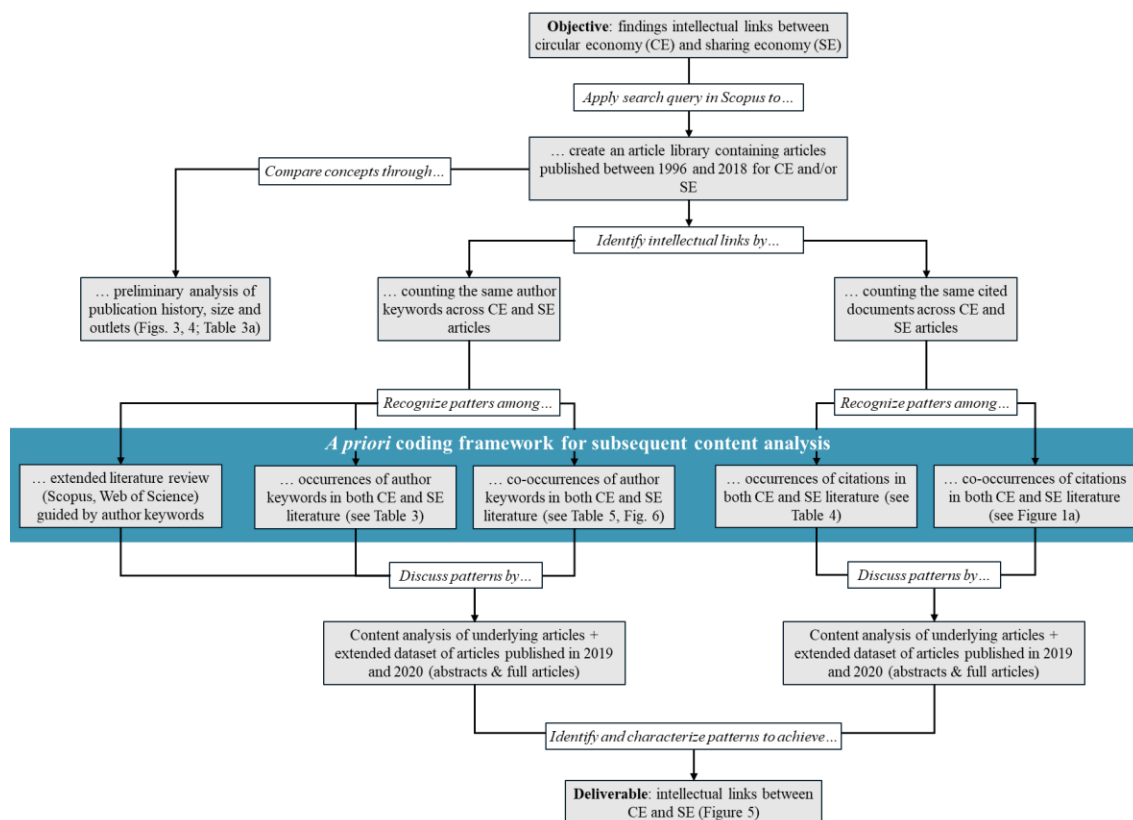 Objective: findings intellectual links between
circular economy (CE) and sharing economy (SE)
Apply search query in Scopus to…
… create an article library containing articles
published between 1996 and 2018 for CE and/or
SE
Compare concepts through…
Identify intellectual links by…
… preliminary analysis of
publication history, size and
outlets (Figs. 3, 4; Table 3a)
… counting the same author
keywords across CE and SE
articles
… counting the same cited
documents across CE and
SE articles
Recognize patters among…
Recognize patters among…
A priori coding framework for subsequent content analysis
… extended literature review
(Scopus, Web of Science)
guided by author keywords
… occurrences of author
keywords in both CE and SE
literature (see Table 3)
… co-occurrences of author
keywords in both CE and SE
literature (see Table 5, Fig. 6)
… occurrences of citations in
both CE and SE literature (see
Table 4)
… co-occurrences of citations
in both CE and SE literature
(see Figure 1a)
Discuss patterns by…
Discuss patterns by…
Content analysis of underlying articles +
extended dataset of articles published in 2019
and 2020 (abstracts & full articles)
Content analysis of underlying articles +
extended dataset of articles published in 2019
and 2020 (abstracts & full articles)
Identify and characterize patterns to achieve…
Deliverable: intellectual links between
CE and SE (Figure 5)